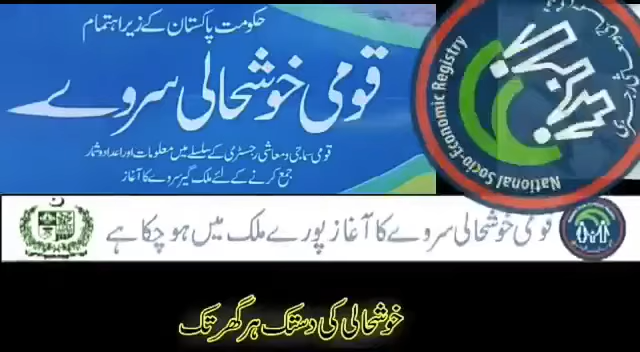 حکومت پاکستان کے زیر اہتمام
قومی خوشحالی سروے
قومی سماجی و معاشی رجسٹری کے سلسلے میں معلومات اور اعداد و شمار
جمع کرنے کے لئے ملک گیر سروے کا آغاز
National Socio-Economic Registry
قومی خوشحالی سروے کا آغاز پورے ملک میں ہو چکا ہے
خوشحالی کی دستک ہر گھر تک